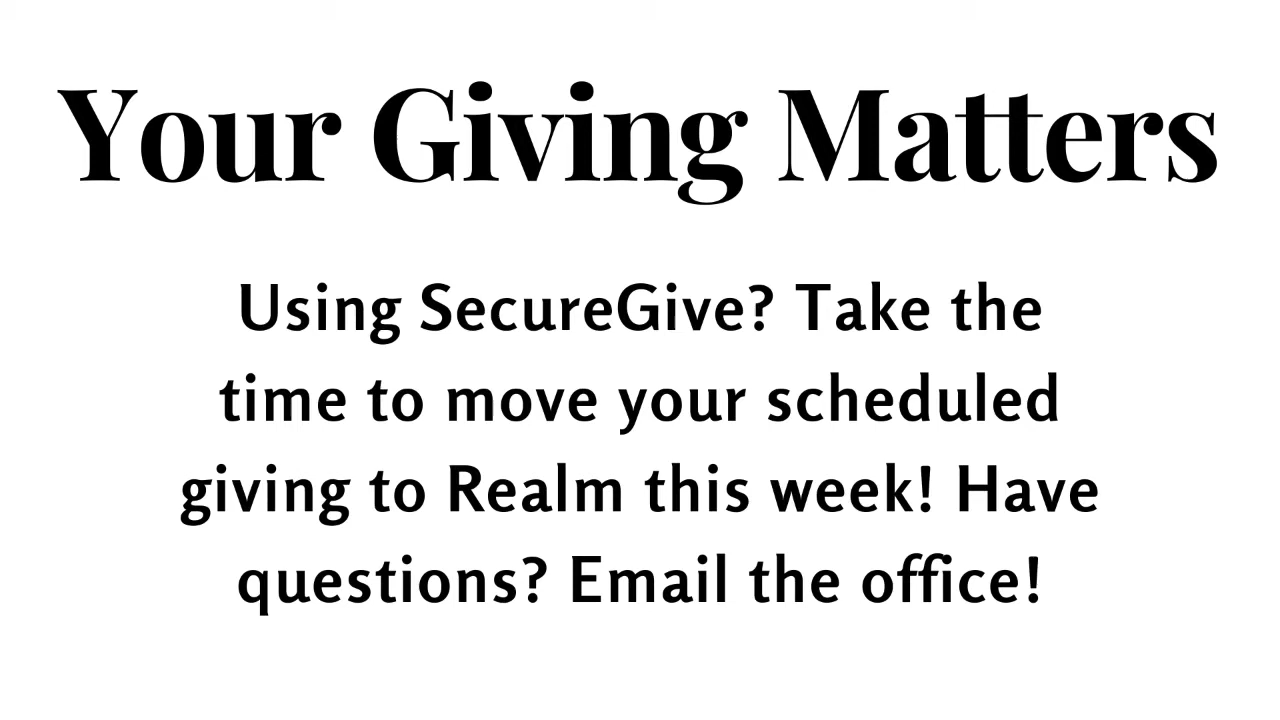 Your Giving Matters
Using SecureGive? Take the
time to move your scheduled
giving to Realm this week! Have
questions? Email the office!